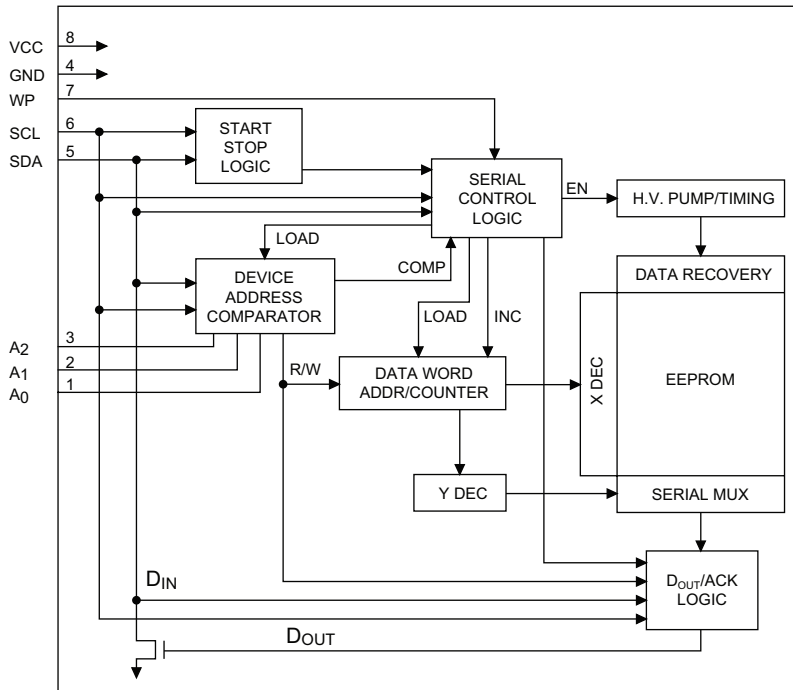 VCC 8
GND 4
WP 7
SCL 6
SDA 5
START
STOP
LOGIC
SERIAL
CONTROL
LOGIC
EN
H.V. PUMP/TIMING
LOAD
COMP
DEVICE
ADDRESS
COMPARATOR
DATA RECOVERY
LOAD
INC
A2 3
A1 2
A0 1
R/W
DATA WORD
ADDR/COUNTER
X DEC
EEPROM
Y DEC
SERIAL MUX
DIN
DOUT/ACK
LOGIC
DOUT